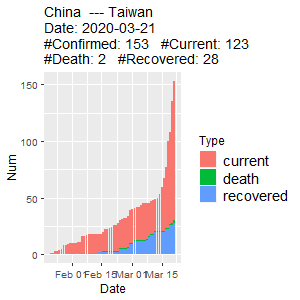 China  --- Taiwan
Date: 2020-03-21
#Confirmed: 153   #Current: 123
#Death: 2   #Recovered: 28
150
100
50
0
Num
Feb 01 Feb 15 Mar 01 Mar 15
Date
Type
current
death
recovered